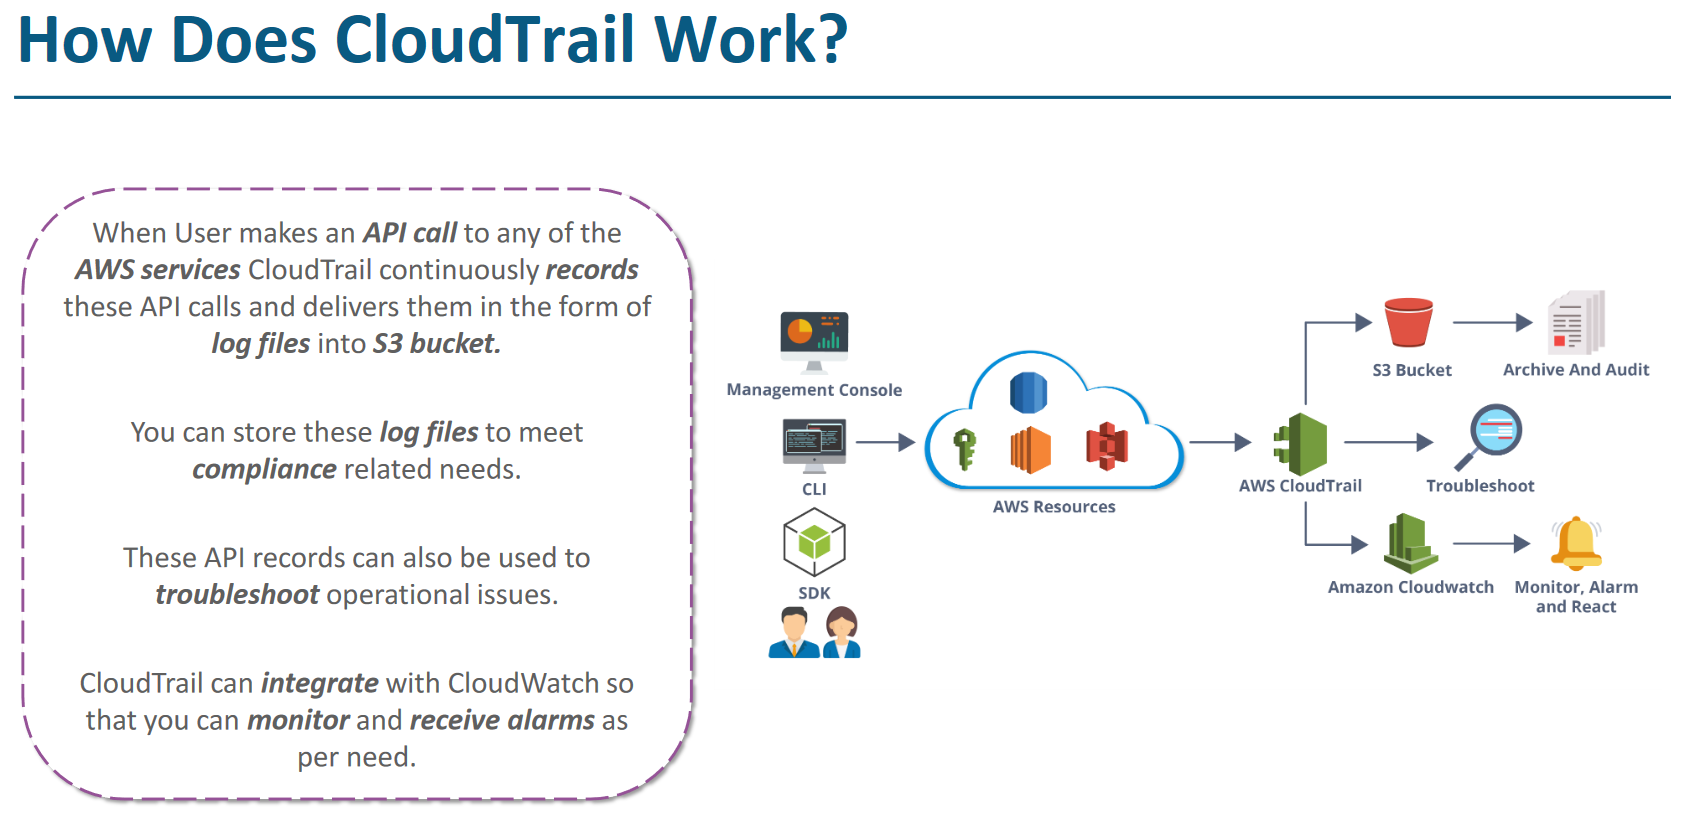 How Does CloudTrail Work?
When User makes an API call to any of the
AWS services CloudTrail continuously records
these API calls and delivers them in the form of
log files into S3 bucket.
You can store these log files to meet
compliance related needs.
These API records can also be used to
troubleshoot operational issues.
CloudTrail can integrate with CloudWatch so
that you can monitor and receive alarms as
per need.
Management Console
CLI
SDK
AWS Resources
AWS CloudTrail
S3 Bucket
Archive And Audit
Troubleshoot
Amazon Cloudwatch
Monitor, Alarm
and React